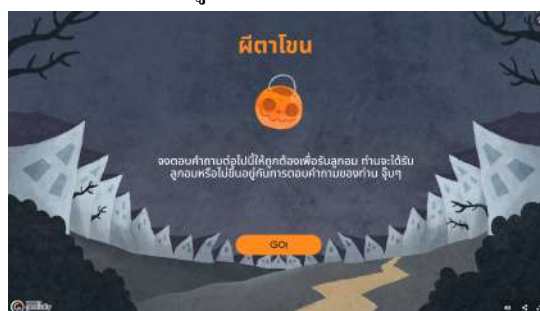 ผีตาโขน
จงตอบคำถามต่อไปนี้ให้ถูกต้องเพื่อรับลูกอม ท่านจะได้รับ
ลูกอมหรือไม่ขึ้นอยู่กับการตอบคำถามของท่าน จุ๊บๆ
GO!